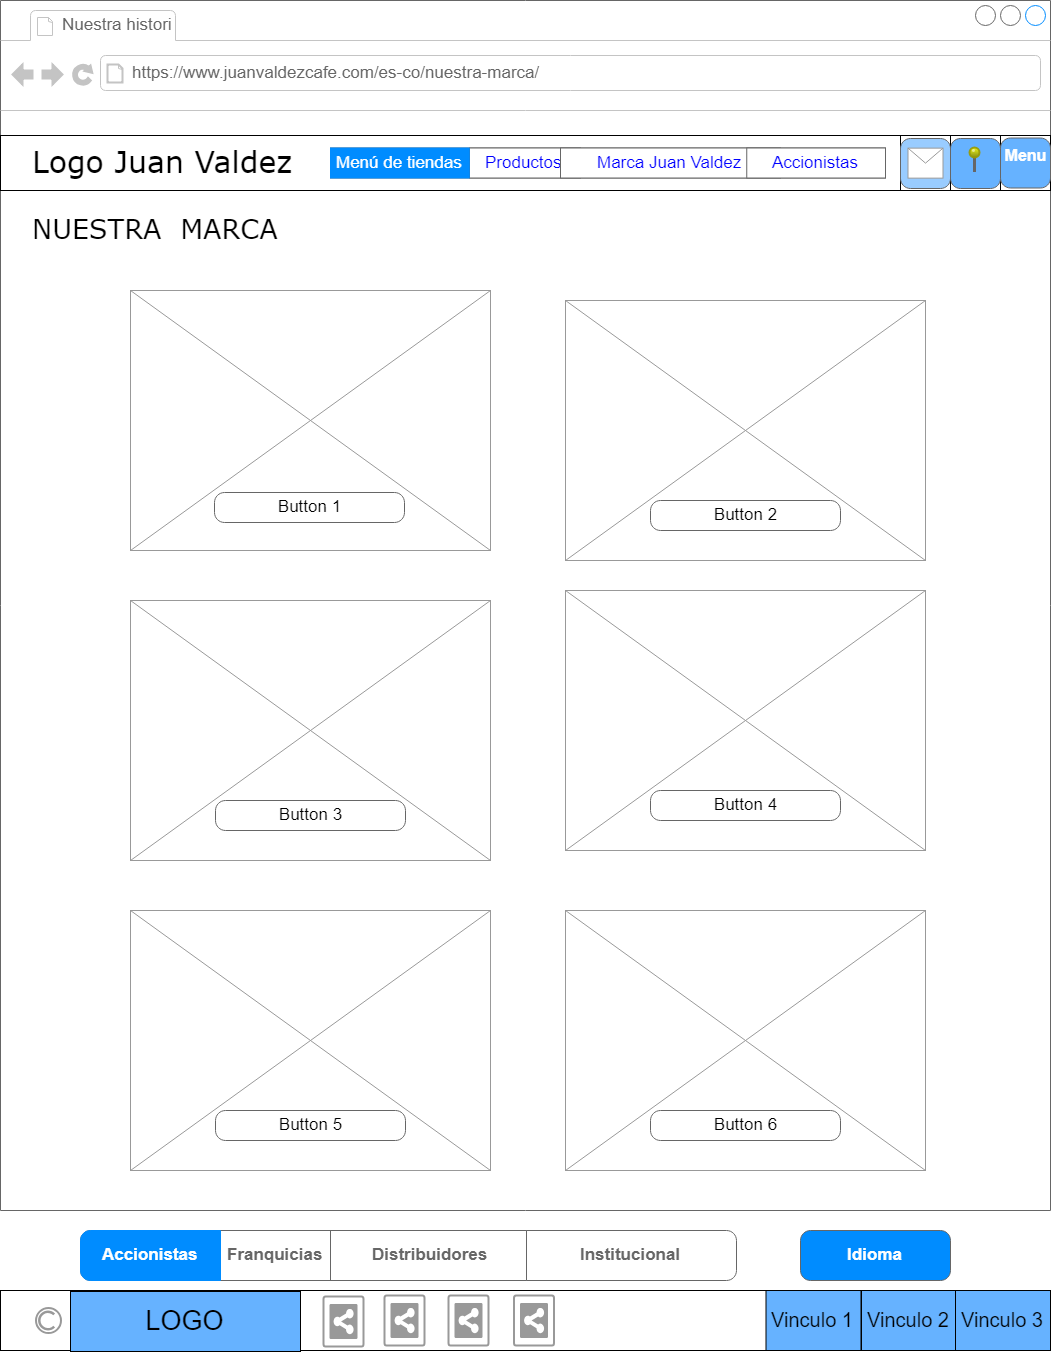 Nuestra histori
https://www.juanvaldezcafe.com/es-co/nuestra-marca/
Logo Juan Valdez
Menú de tiendas
Productos
Marca Juan Valdez
Accionistas
Menu
NUESTRA MARCA
Button 1
Button 2
Button 3
Button 4
Button 5
Button 6
Accionistas
Franquicias
Distribuidores
Institucional
Idioma
©
LOGO
Vinculo 1
Vinculo 2
Vinculo 3